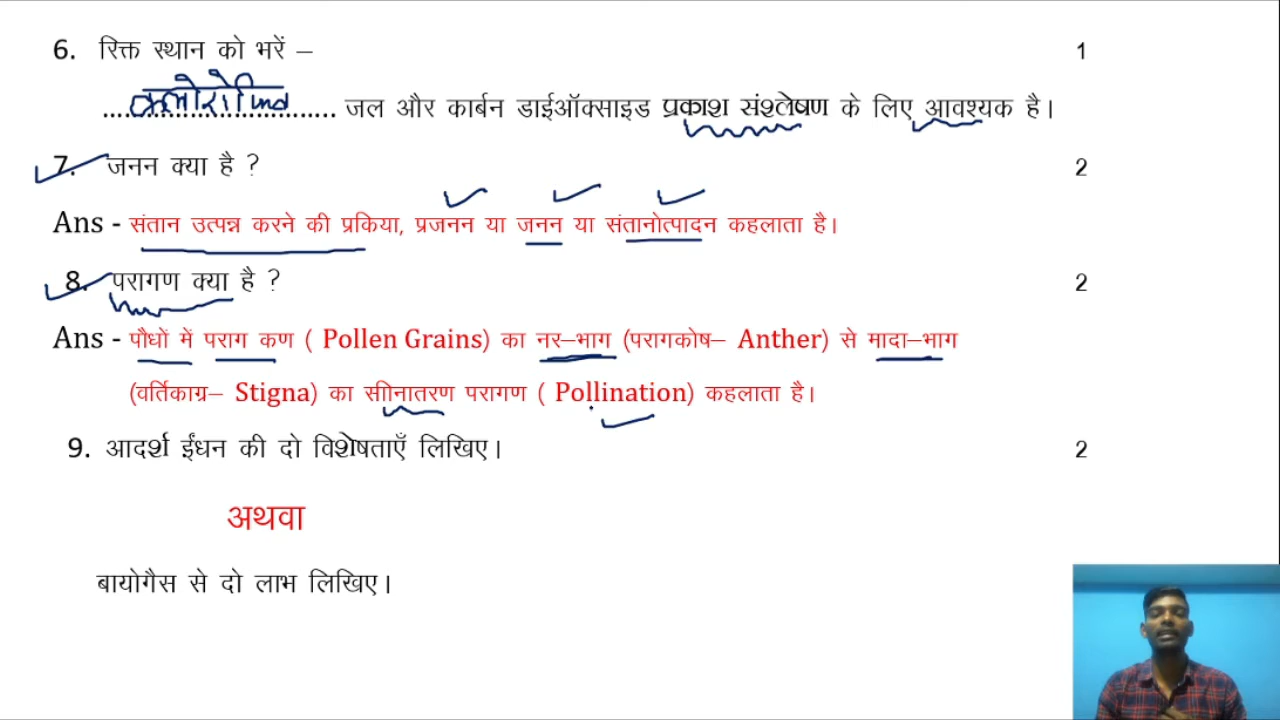 6. रिक्त स्थान को भरें – 1
........................ जल और कार्बन डाईऑक्साइड प्रकाश संश्लेषण के लिए आवश्यक है।
7. जनन क्या है ? 2
Ans - संतान उत्पन्न करने की प्रकिया, प्रजनन या जनन या संतानोत्पादन कहलाता है।
8. परागण क्या है ? 2
Ans - पौधों में पराग कण ( Pollen Grains) का नर–भाग (परागकोष– Anther) से मादा–भाग
(वर्तिकाग्र– Stigna) का सीानातरण परागण ( Pollination) कहलाता है।
9. आदर्श ईंधन की दो विशेषताएँ लिखिए। 2
अथवा
बायोगैस से दो लाभ लिखिए।